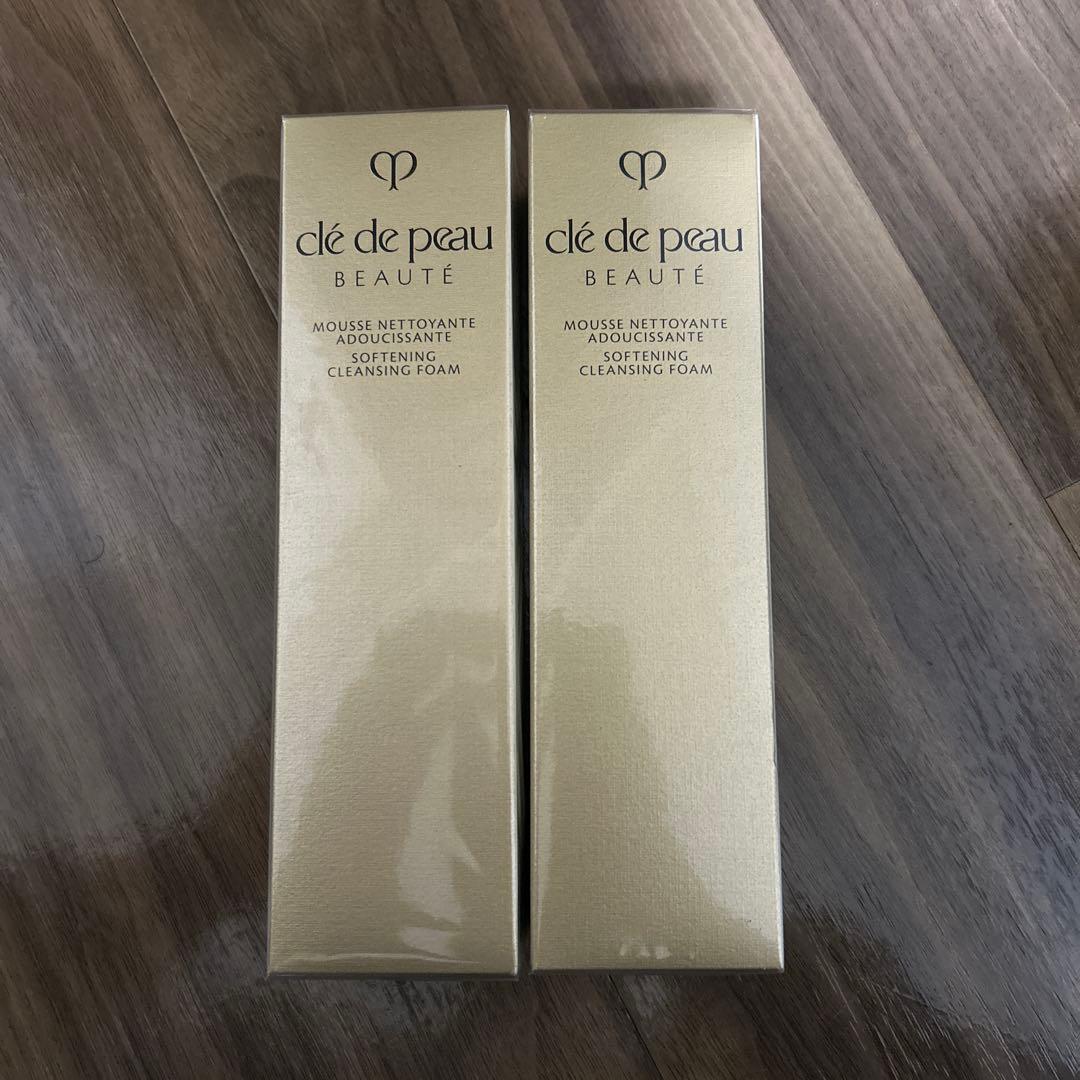 clé de peau
BEAUTÉ
MOUSSE NETTOYANTE
ADOUCISSANTE
SOFTENING
CLEANSING FOAM
clé de peau
BEAUTÉ
MOUSSE NETTOYANTE
ADOUCISSANTE
SOFTENING
CLEANSING FOAM